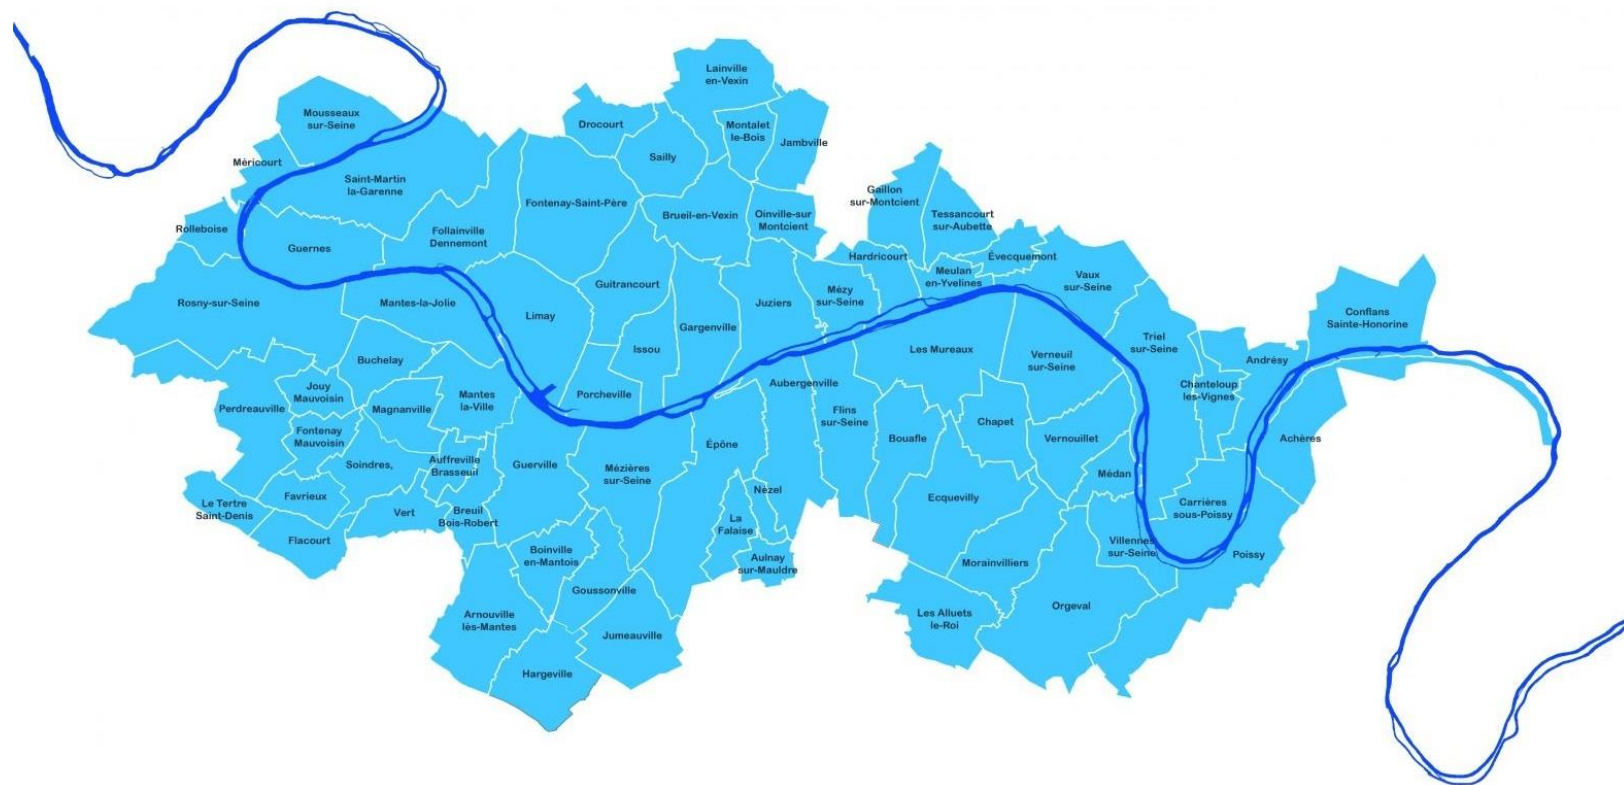 Lainville
en-Vexin
Mousseaux
sur-Seine
Drocourt
Montalet
le-Bois
Jambville
Sailly
Méricourt
Saint-Martin
la-Garenne
Gaillon
sur-Montcient
Fontenay-Saint-Père
Brueil-en-Vexin
Oinville-sur
Montcient
Tessancourt
sur-Aubette
Rolleboise
Guernes
Follainville
Dennemont
Hardricourt
Évecquemont
Meulan
en-Yvelines
Vaux
sur-Seine
Guitrancourt
Mézy
sur-Seine
Rosny-sur-Seine
Mantes-la-Jolie
Limay
Juziers
Gargenville
Conflans
Sainte-Honorine
Issou
Les Mureaux
Triel
sur-Seine
Buchelay
Verneuil
sur-Seine
Andrésy
Jouy
Mauvoisin
Mantes
la-Ville
Porcheville
Aubergenville
Chanteloup
les-Vignes
Perdreauville
Magnanville
Flins
sur-Seine
Chapet
Fontenay
Mauvoisin
Épône
Bouafle
Vernouillet
Achères
Soindres,
Auffreville
Brasseuil
Guerville
Mézières
sur-Seine
Médan
Favrieux
Nézel
Ecquevilly
Le Tertre
Saint-Denis
Vert
Breuil
Bois-Robert
La
Falaise
Carrières
sous-Poissy
Flacourt
Boinville
en-Mantois
Aulnay
sur-Mauldre
Villennes
sur-Seine
Poissy
Morainvilliers
Goussonville
Arnouville
lès-Mantes
Les Alluets
le-Roi
Orgeval
Jumeauville
Hargeville